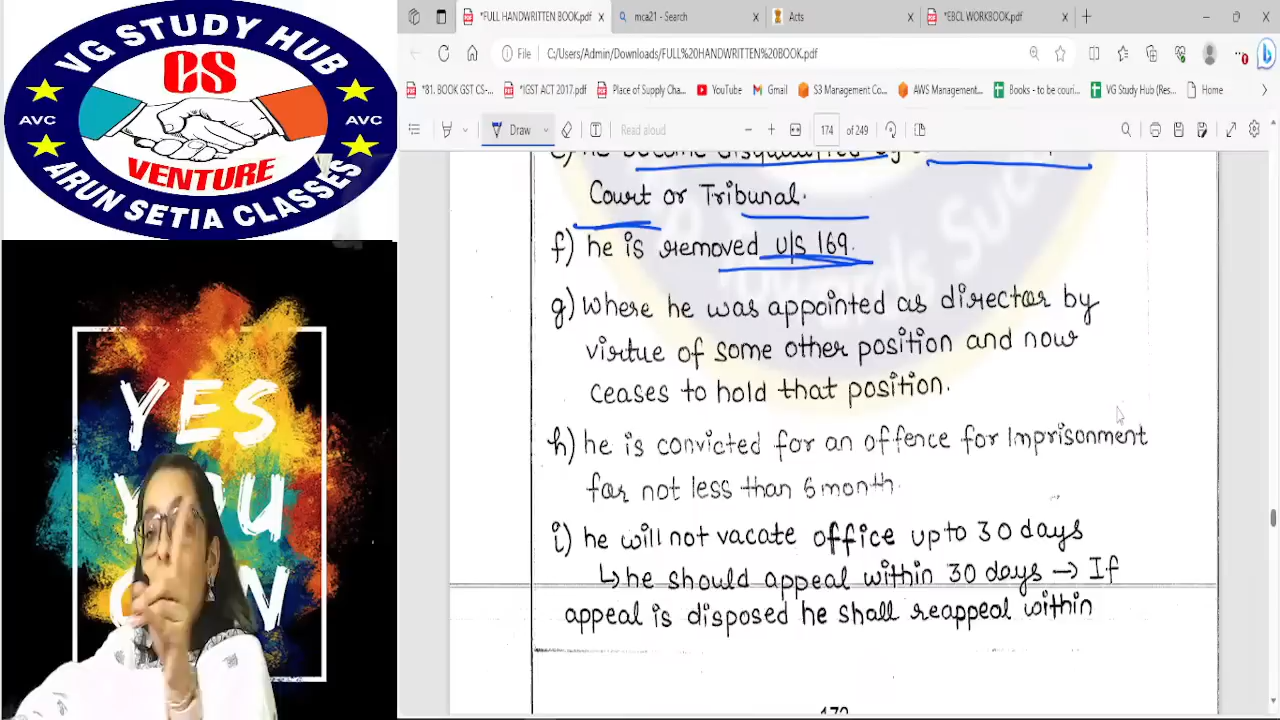 VG STUDY HUB
CS
AVC
AVC
VENTURE
ARUN SETIA CLASSES
YES
YOU
CAN
*FULL HANDWRITTEN BOOK.pdf
mca21 - Search
Acts
*EBCL WORKBOOK.pdf
File
C:/Users/Admin/Downloads/FULL%20HANDWRITTEN%20BOOK.pdf
*81. BOOK GST CS-...
*IGST ACT 2017.pdf
Place of Supply Cha...
YouTube
Gmail
S3 Management Co...
AWS Management...
Books - to be couri...
VG Study Hub (Res...
Home
Draw
Read aloud
174 of 249
Court or Tribunal.
f) he is removed u/s 169.
g) where he was appointed as director by
virtue of some other position and now
ceases to hold that position.
h) he is convicted for an offence for Imprisonment
for not less than 6 month.
i) he will not vacate office upto 30 days
↳ he should appeal within 30 days → If
appeal is disposed he shall reappeal within